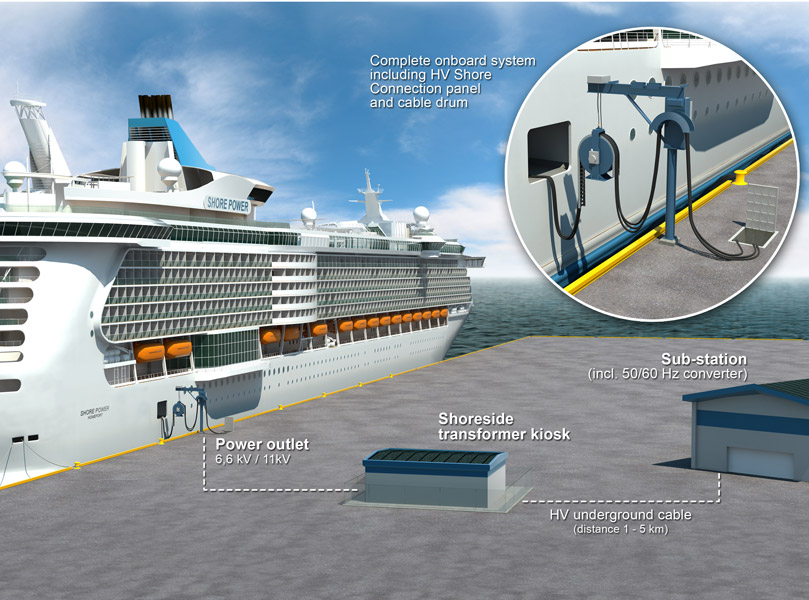 Complete onboard system
including HV Shore
Connection panel
and cable drum
SHORE POWER
Sub-station
(incl. 50/60 Hz converter)
SHORE POWER
Shoreside
transformer kiosk
Power outlet
6,6 kV / 11kV
HV underground cable
(distance 1 - 5 km)